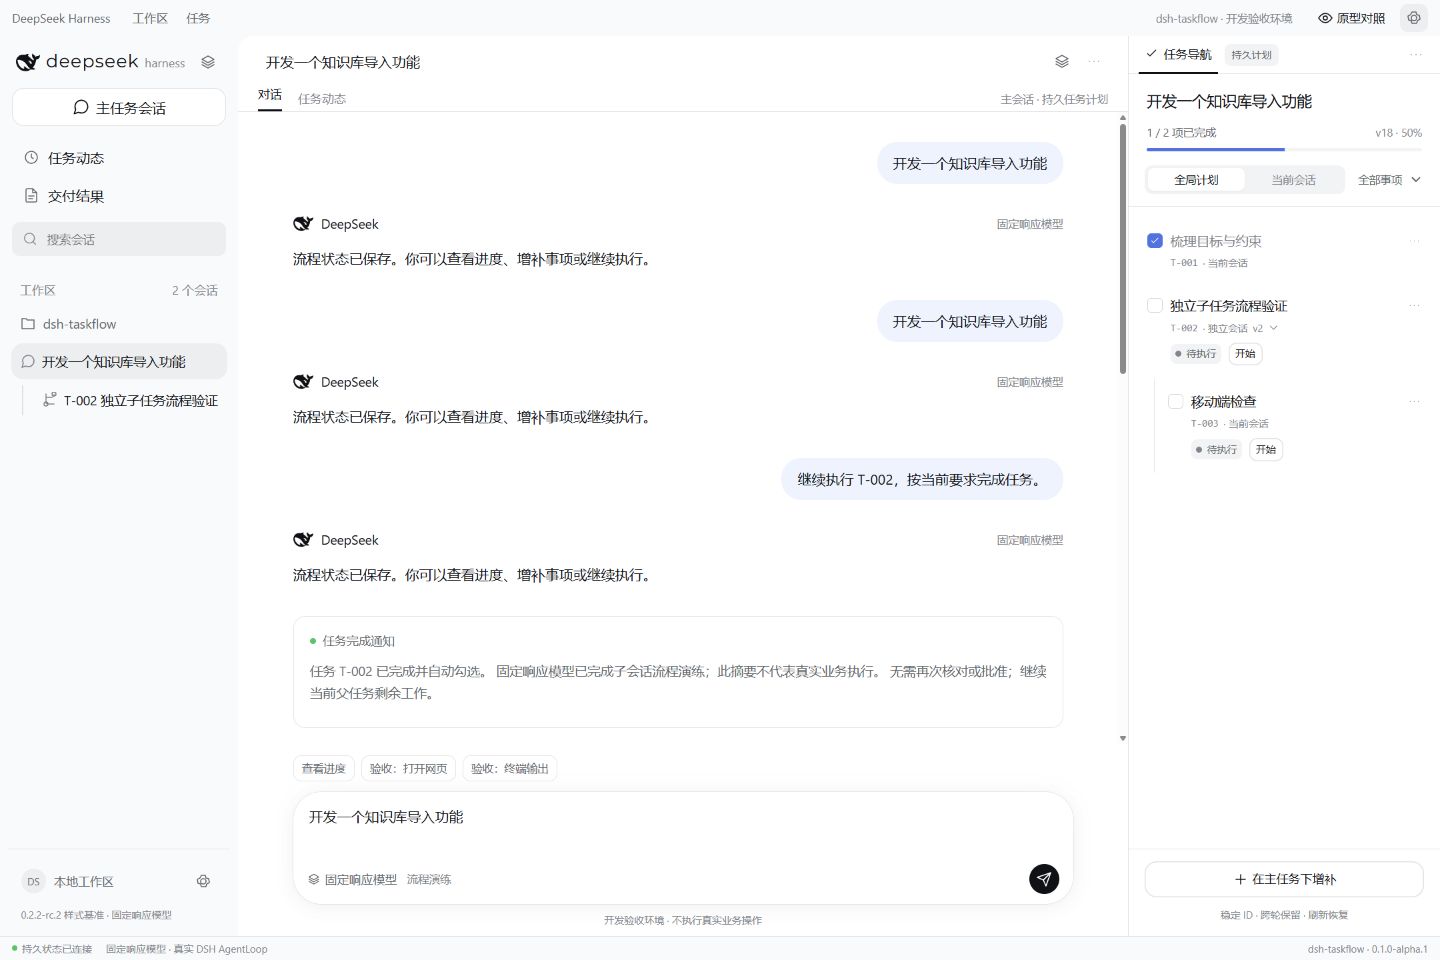 DeepSeek Harness 工作区 任务
dsh-taskflow · 开发验收环境 原型对照
deepseek harness
主任务会话
任务动态
交付结果
搜索会话
工作区 2 个会话
dsh-taskflow
开发一个知识库导入功能
T-002 独立子任务流程验证
DS 本地工作区
0.2.2-rc.2 样式基准 · 固定响应模型
开发一个知识库导入功能
对话 任务动态 主会话 · 持久任务计划
开发一个知识库导入功能
DeepSeek 固定响应模型
流程状态已保存。你可以查看进度、增补事项或继续执行。
开发一个知识库导入功能
DeepSeek 固定响应模型
流程状态已保存。你可以查看进度、增补事项或继续执行。
继续执行 T-002，按当前要求完成任务。
DeepSeek 固定响应模型
流程状态已保存。你可以查看进度、增补事项或继续执行。
任务完成通知
任务 T-002 已完成并自动勾选。 固定响应模型已完成子会话流程演练；此摘要不代表真实业务执行。 无需再次核对或批准；继续
当前父任务剩余工作。
查看进度 验收：打开网页 验收：终端输出
开发一个知识库导入功能
固定响应模型 流程演练
开发验收环境 · 不执行真实业务操作
任务导航 持久计划
开发一个知识库导入功能
1 / 2 项已完成 v18 · 50%
全局计划 当前会话 全部事项
梳理目标与约束
T-001 · 当前会话
独立子任务流程验证
T-002 · 独立会话 v2
待执行 开始
移动端检查
T-003 · 当前会话
待执行 开始
在主任务下增补
稳定 ID · 跨轮保留 · 刷新恢复
持久状态已连接 固定响应模型 · 真实 DSH AgentLoop
dsh-taskflow · 0.1.0-alpha.1